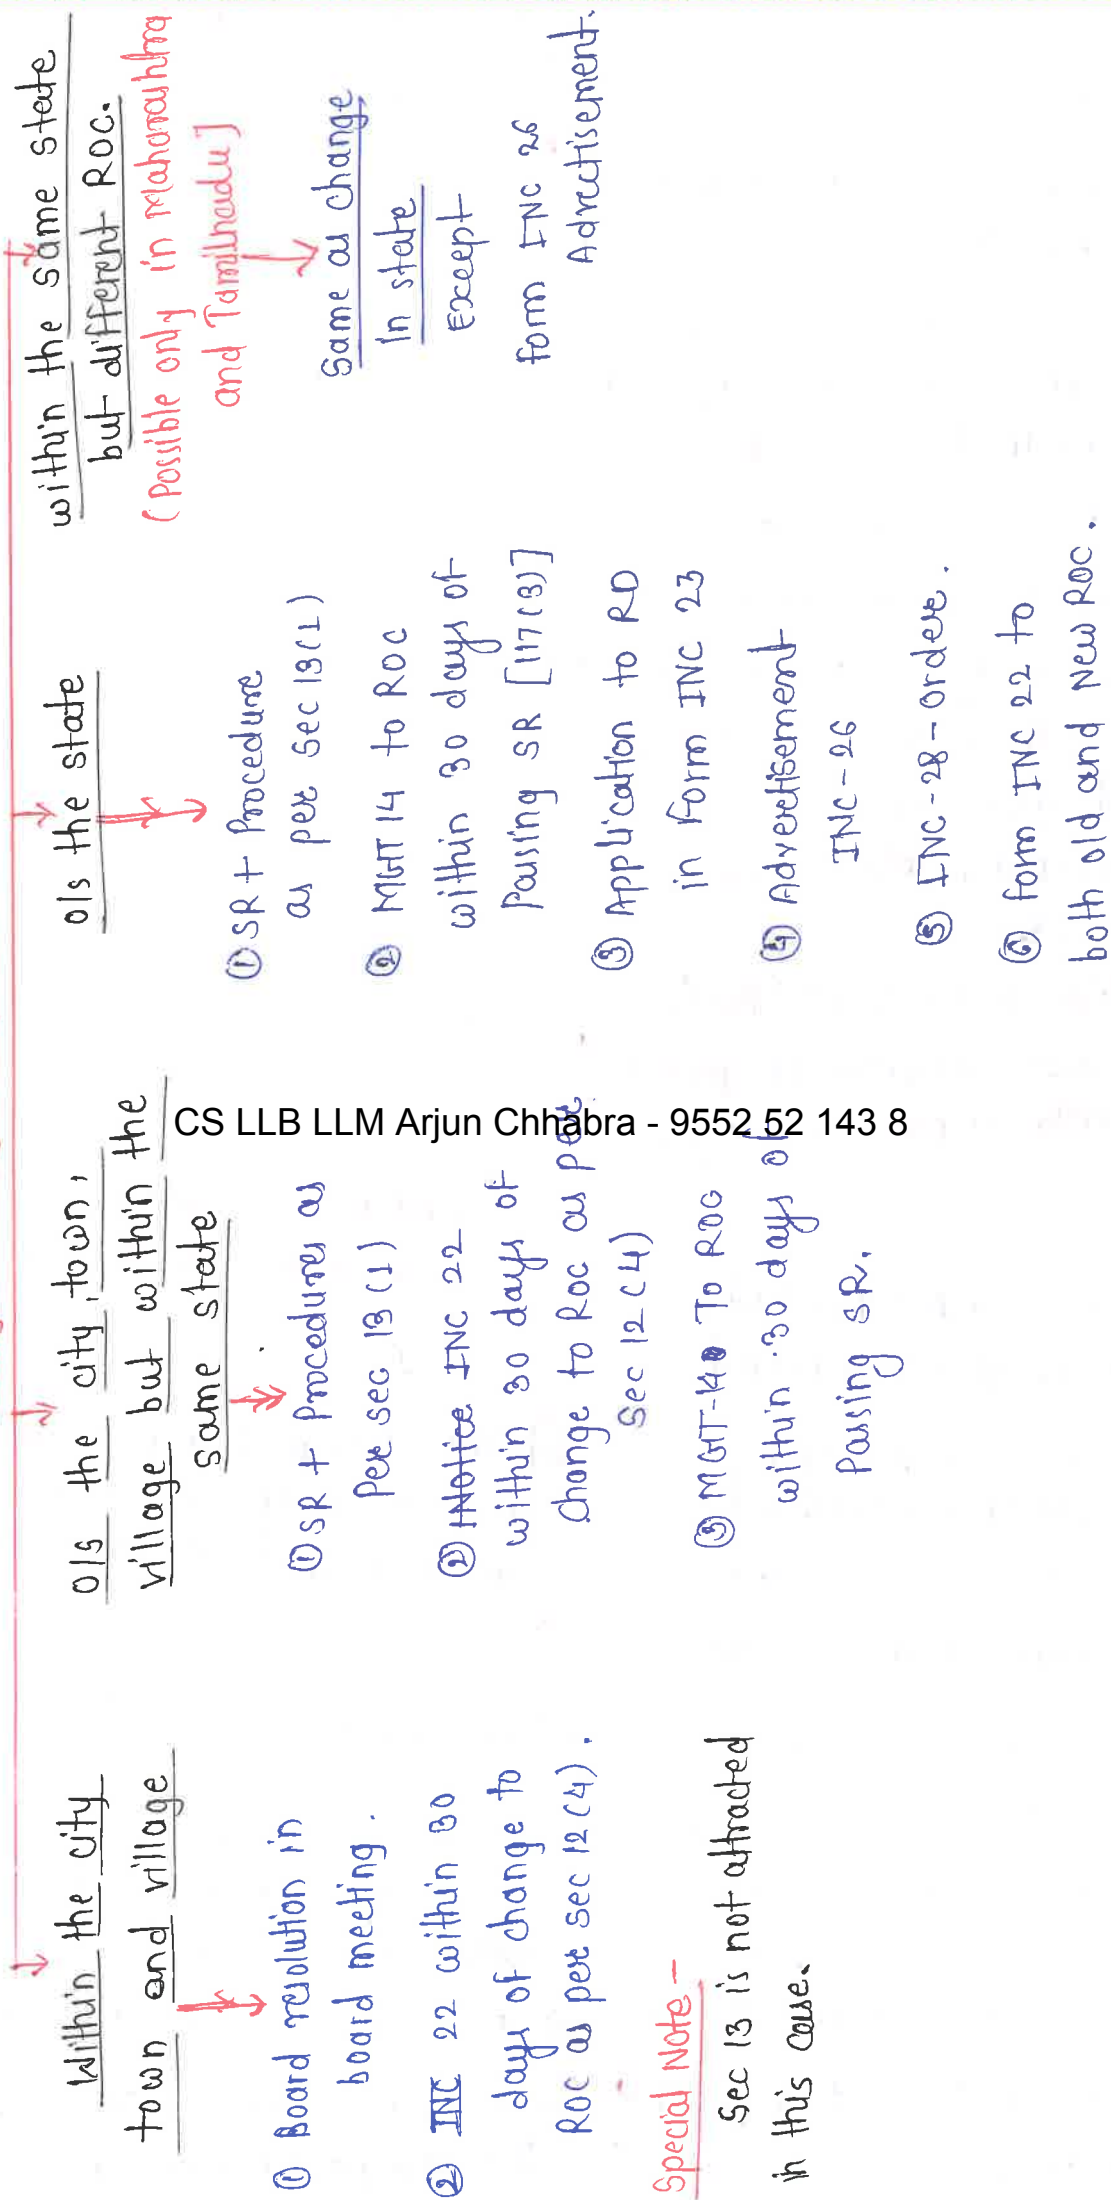 Within the city
town and village
① Board resolution in
board meeting.
② INC 22 within 30
days of change to
ROC as per sec 12 (4).
Special Note -
Sec 13 is not attracted
in this case.
o/s the city, town,
village but within the
same state
① SR + Procedures as
Per sec 13 (1)
② Notice INC 22
within 30 days of
change to ROC as per
Sec 12 (4)
③ MGT-14 To ROC
within 30 days of
Passing SR.
o/s the state
① SR + Procedure
as per sec 13(1)
② MGT 14 to ROC
within 30 days of
Passing SR [117(3)]
③ Application to RD
in Form INC 23
④ Advertisement
INC-26
⑤ INC-28-order.
⑥ form INC 22 to
both old and New ROC.
within the same state
but different ROC.
(Possible only in Maharashtra
and Tamilnadu]
Same as change
In state
Except
form INC 26
Adrectisement.
CS LLB LLM Arjun Chhabra - 9552 52 143 8